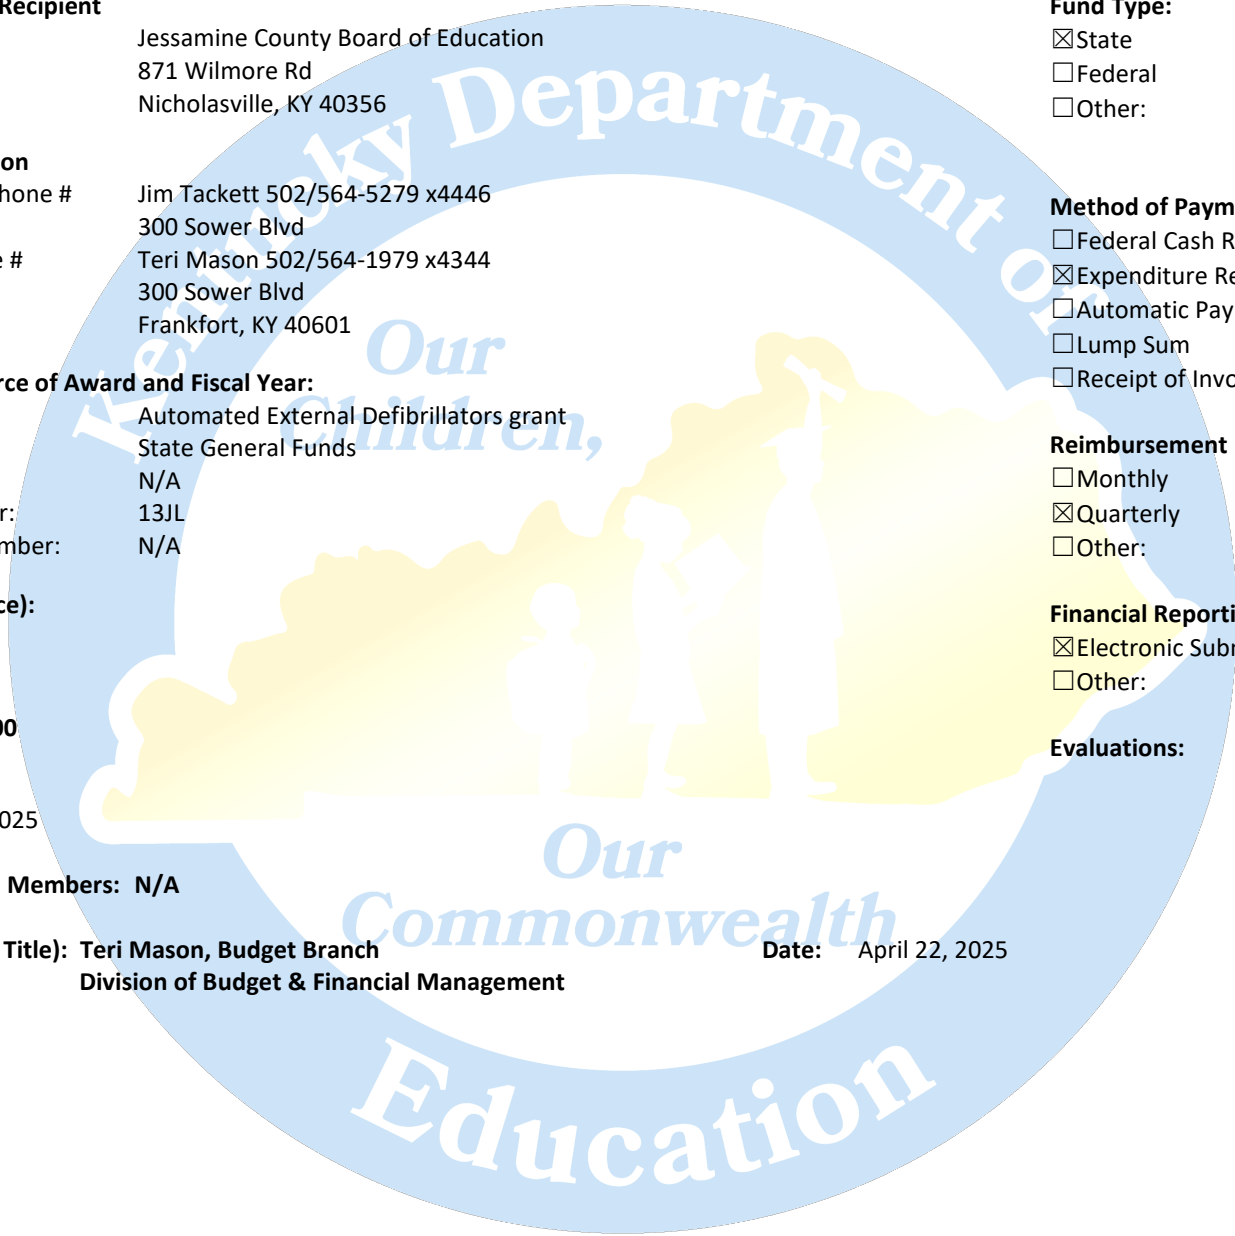 Recipient
Jessamine County Board of Education
871 Wilmore Rd
Nicholasville, KY 40356
on
hone # Jim Tackett 502/564-5279 x4446
300 Sower Blvd
e # Teri Mason 502/564-1979 x4344
300 Sower Blvd
Frankfort, KY 40601
rce of Award and Fiscal Year:
Automated External Defibrillators grant
State General Funds
N/A
r: 13JL
mber: N/A
ce):
00
025
Members: N/A
Title): Teri Mason, Budget Branch Date: April 22, 2025
Division of Budget & Financial Management
Fund Type:
☒State
☐Federal
☐Other:
Method of Paym
☐Federal Cash R
☒Expenditure Re
☐Automatic Pay
☐Lump Sum
☐Receipt of Invo
Reimbursement
☐Monthly
☒Quarterly
☐Other:
Financial Reporti
☒Electronic Subr
☐Other:
Evaluations:
Kentucky Department of
Education
Our
Children,
Our
Commonwealth